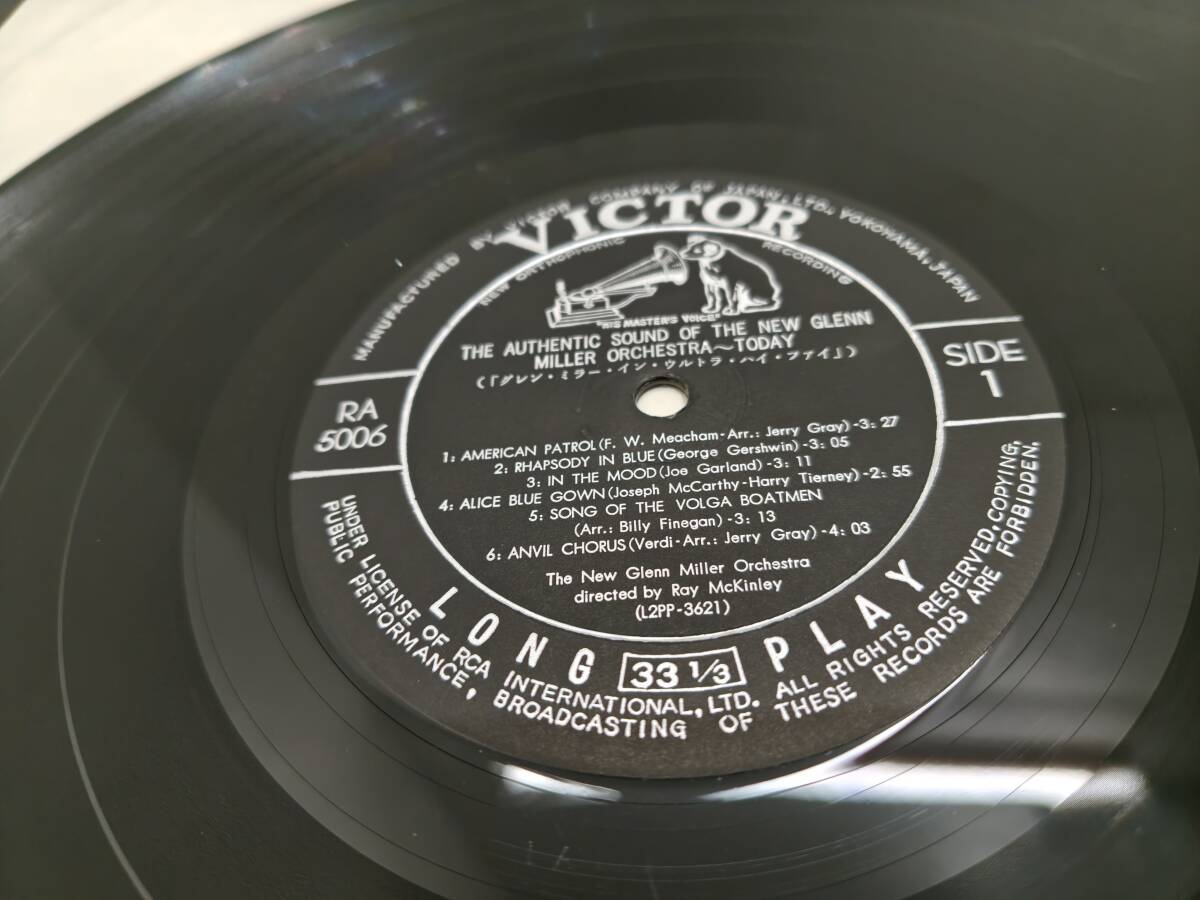 MANUFACTURED BY VICTOR COMPANY OF JAPAN, LTD. YOKOHAMA, JAPAN
VICTOR
NEW ORTHOPHONIC RECORDING
"HIS MASTER'S VOICE"
THE AUTHENTIC SOUND OF THE NEW GLENN
MILLER ORCHESTRA~TODAY
(「グレン・ミラー・イン・ウルトラ・ハイ・ファイ」)
RA
5006
SIDE
1
1: AMERICAN PATROL (F. W. Meacham-Arr.: Jerry Gray)-3: 27
2: RHAPSODY IN BLUE (George Gershwin)-3: 05
3: IN THE MOOD (Joe Garland)-3: 11
4: ALICE BLUE GOWN (Joseph McCarthy-Harry Tierney)-2: 55
5: SONG OF THE VOLGA BOATMEN
(Arr.: Billy Finegan)-3: 13
6: ANVIL CHORUS (Verdi-Arr.: Jerry Gray)-4: 03
The New Glenn Miller Orchestra
directed by Ray McKinley
(L2PP-3621)
LONG 33 1/3 PLAY
UNDER LICENSE OF RCA INTERNATIONAL, LTD. ALL RIGHTS RESERVED, COPYING,
PUBLIC PERFORMANCE, BROADCASTING OF THESE RECORDS ARE FORBIDDEN.